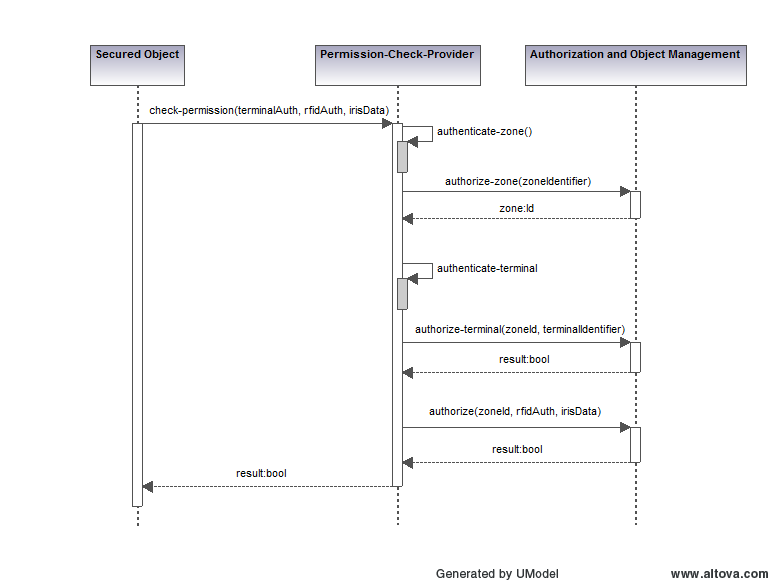 Secured Object
Permission-Check-Provider
Authorization and Object Management
check-permission(terminalAuth, rfidAuth, irisData)
authenticate-zone()
authorize-zone(zoneIdentifier)
zone:Id
authenticate-terminal
authorize-terminal(zoneId, terminalIdentifier)
result:bool
authorize(zoneId, rfidAuth, irisData)
result:bool
result:bool
Generated by UModel
www.altova.com